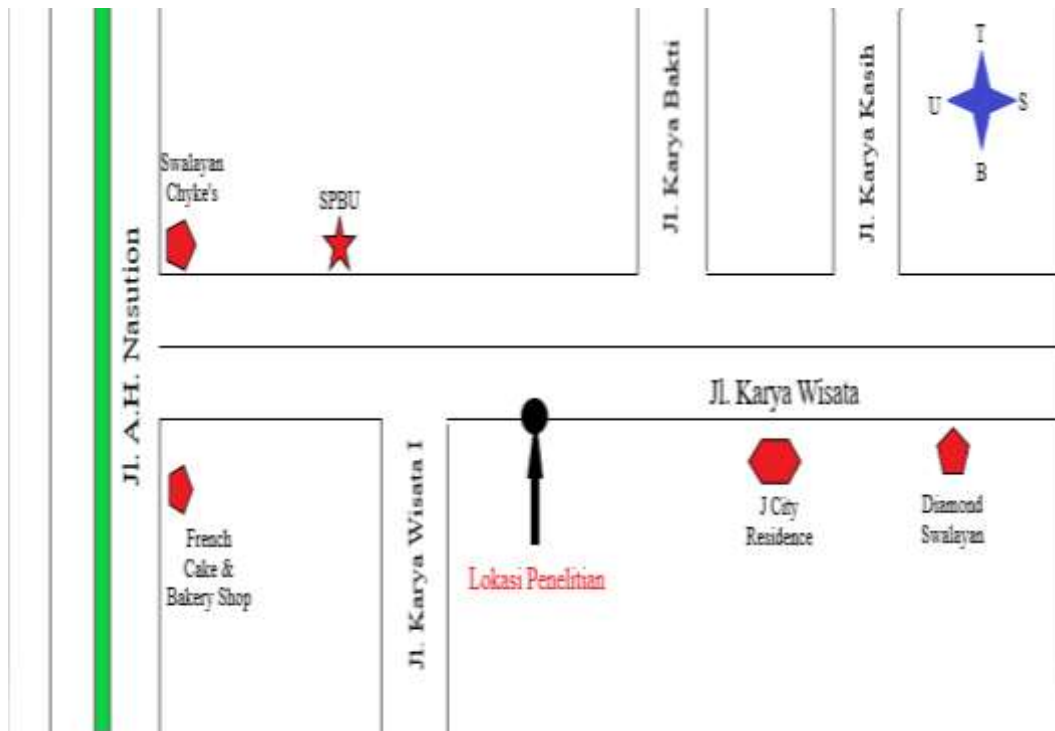 T
U
S
B
Jl. Karya Bakti
Jl. Karya Kasih
Swalayan
Chyke's
SPBU
Jl. A.H. Nasution
Jl. Karya Wisata
Jl. Karya Wisata I
French
Cake &
Bakery Shop
Lokasi Penelitian
J City
Residence
Diamond
Swalayan